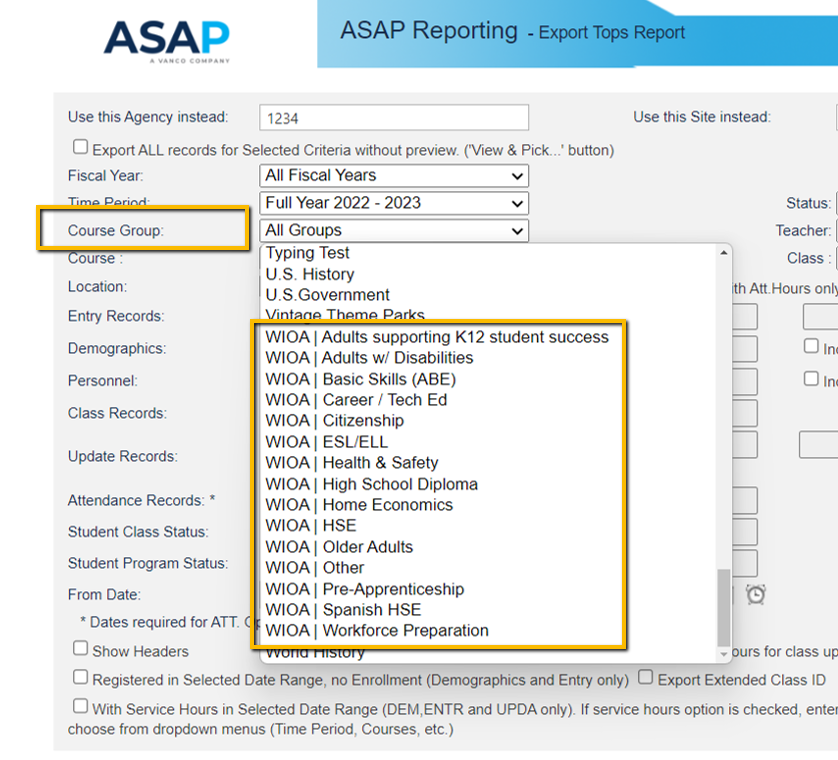 ASAP
A VANCO COMPANY
ASAP Reporting - Export Tops Report
Use this Agency instead: 1234 Use this Site instead:
Export ALL records for Selected Criteria without preview. ('View & Pick...' button)
Fiscal Year: All Fiscal Years
Time Period: Full Year 2022 - 2023 Status:
Course Group: All Groups Teacher:
Course : Class :
Typing Test
U.S. History
U.S.Government
Vintage Theme Parks
WIOA | Adults supporting K12 student success
WIOA | Adults w/ Disabilities
WIOA | Basic Skills (ABE)
WIOA | Career / Tech Ed
WIOA | Citizenship
WIOA | ESL/ELL
WIOA | Health & Safety
WIOA | High School Diploma
WIOA | Home Economics
WIOA | HSE
WIOA | Older Adults
WIOA | Other
WIOA | Pre-Apprenticeship
WIOA | Spanish HSE
WIOA | Workforce Preparation
World History
Location: Att.Hours only
Entry Records:
Demographics:
Personnel:
Class Records:
Update Records:
Attendance Records: *
Student Class Status:
Student Program Status:
From Date:
* Dates required for ATT.
Show Headers for class
Registered in Selected Date Range, no Enrollment (Demographics and Entry only) Export Extended Class ID
With Service Hours in Selected Date Range (DEM,ENTR and UPDA only). If service hours option is checked,
choose from dropdown menus (Time Period, Courses, etc.)